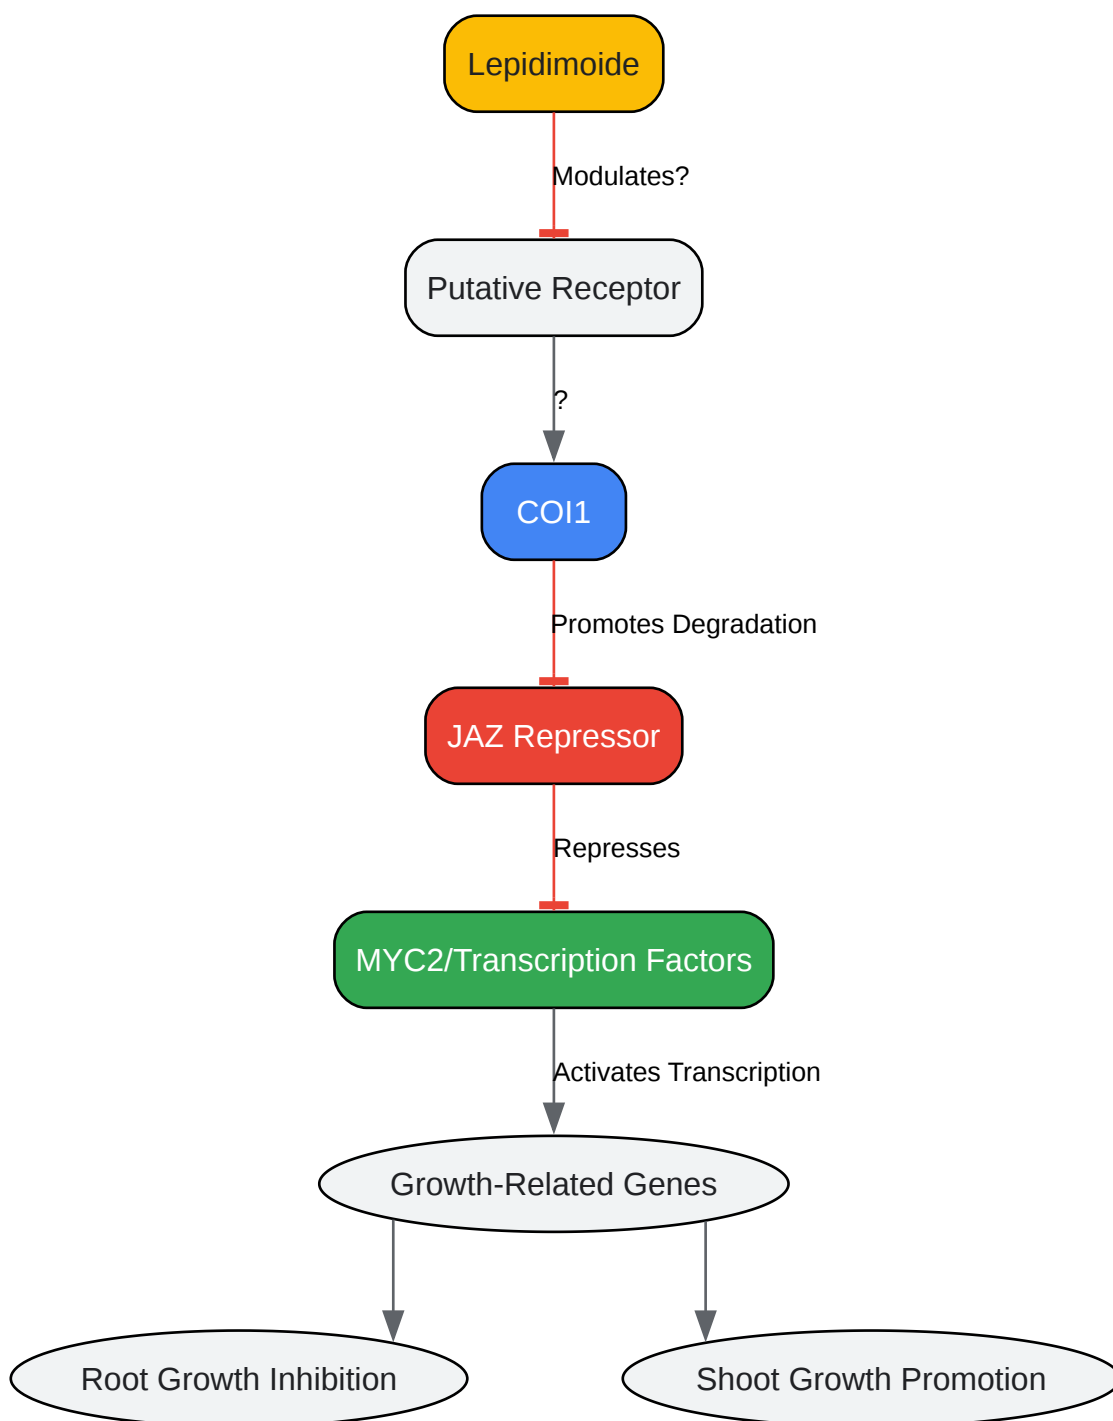 Lepidimoide
Modulates?
Putative Receptor
?
COI1
Promotes Degradation
JAZ Repressor
Represses
MYC2/Transcription Factors
Activates Transcription
Growth-Related Genes
Root Growth Inhibition
Shoot Growth Promotion